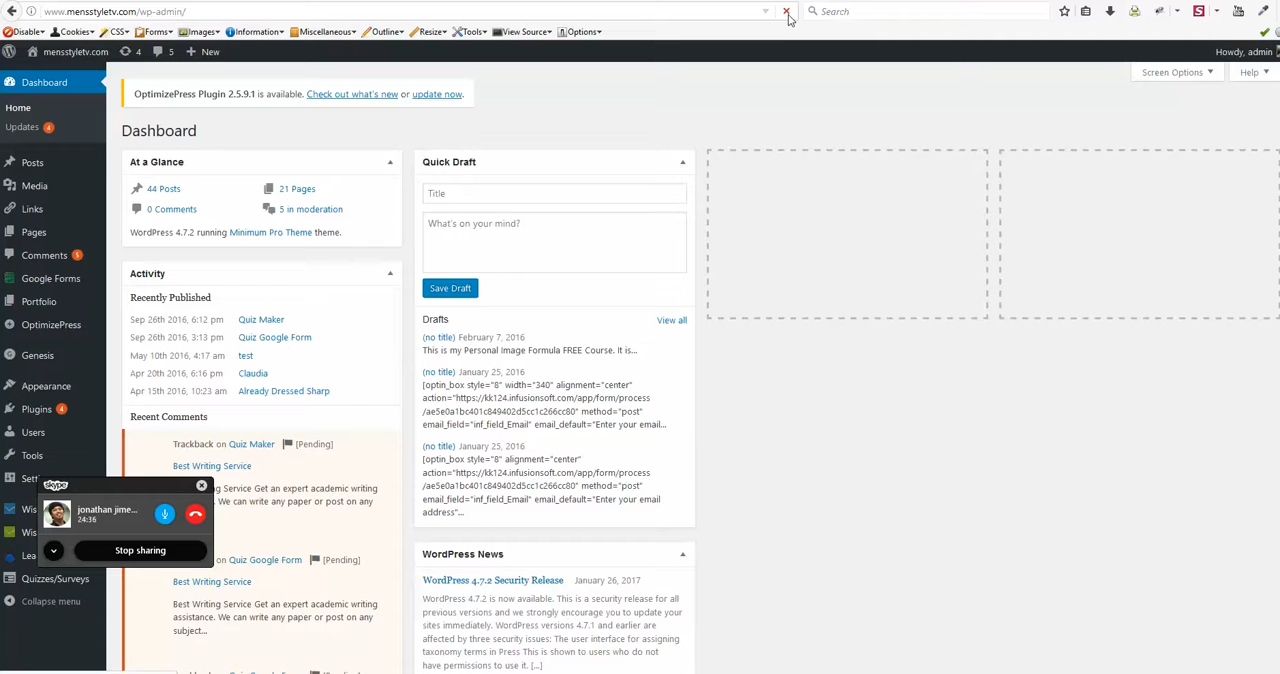 www.mensstyletv.com/wp-admin/
Search
Disable▾ Cookies▾ CSS▾ Forms▾ Images▾ Information▾ Miscellaneous▾ Outline▾ Resize▾ Tools▾ View Source▾ Options▾
mensstyletv.com 4 5 + New Howdy, admin
Dashboard
Home
Updates 4
Posts
Media
Links
Pages
Comments 5
Google Forms
Portfolio
OptimizePress
Genesis
Appearance
Plugins 4
Users
Tools
Sett
Wis
Wis
Lea
Quizzes/Surveys
Collapse menu
Screen Options ▼ Help ▼
OptimizePress Plugin 2.5.9.1 is available. Check out what's new or update now.
Dashboard
At a Glance
44 Posts 21 Pages
0 Comments 5 in moderation
WordPress 4.7.2 running Minimum Pro Theme theme.
Activity
Recently Published
Sep 26th 2016, 6:12 pm Quiz Maker
Sep 26th 2016, 3:13 pm Quiz Google Form
May 10th 2016, 4:17 am test
Apr 20th 2016, 6:16 pm Claudia
Apr 15th 2016, 10:23 am Already Dressed Sharp
Recent Comments
Trackback on Quiz Maker [Pending]
Best Writing Service
ng Service Get an expert academic writing
. We can write any paper or post on any
on Quiz Google Form [Pending]
Best Writing Service
Best Writing Service Get an expert academic writing
assistance. We can write any paper or post on any
subject...
Quick Draft
Title
What's on your mind?
Save Draft
Drafts View all
(no title) February 7, 2016
This is my Personal Image Formula FREE Course. It is...
(no title) January 25, 2016
[optin_box style="8" width="340" alignment="center"
action="https://kk124.infusionsoft.com/app/form/process
/ae5e0a1bc401c849402d5cc1c266cc80" method="post"
email_field="inf_field_Email" email_default="Enter your email...
(no title) January 25, 2016
[optin_box style="8" alignment="center"
action="https://kk124.infusionsoft.com/app/form/process
/ae5e0a1bc401c849402d5cc1c266cc80" method="post"
email_field="inf_field_Email" email_default="Enter your email
address"...
WordPress News
WordPress 4.7.2 Security Release January 26, 2017
WordPress 4.7.2 is now available. This is a security release for all
previous versions and we strongly encourage you to update your
sites immediately. WordPress versions 4.7.1 and earlier are
affected by three security issues: The user interface for assigning
taxonomy terms in Press This is shown to users who do not
have permissions to use it. [...]
skype
jonathan jime...
24:36
Stop sharing